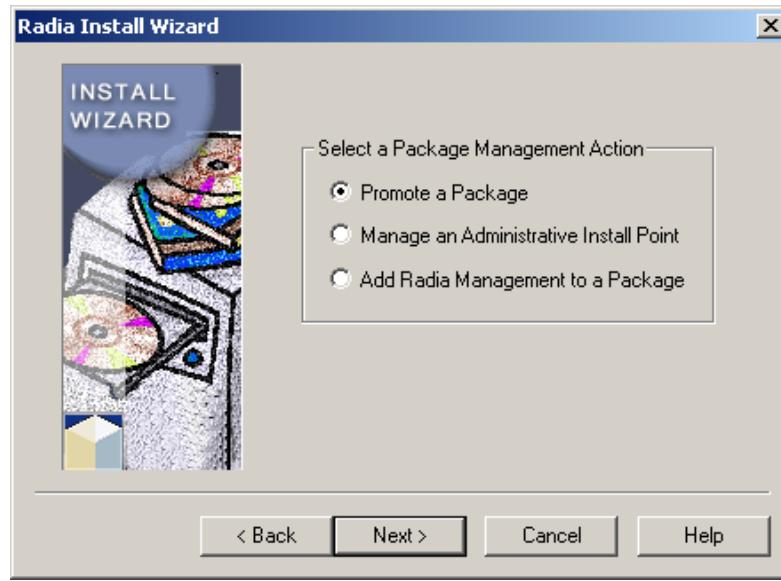 Radia Install Wizard
INSTALL
WIZARD
Select a Package Management Action
Promote a Package
Manage an Administrative Install Point
Add Radia Management to a Package
< Back
Next >
Cancel
Help